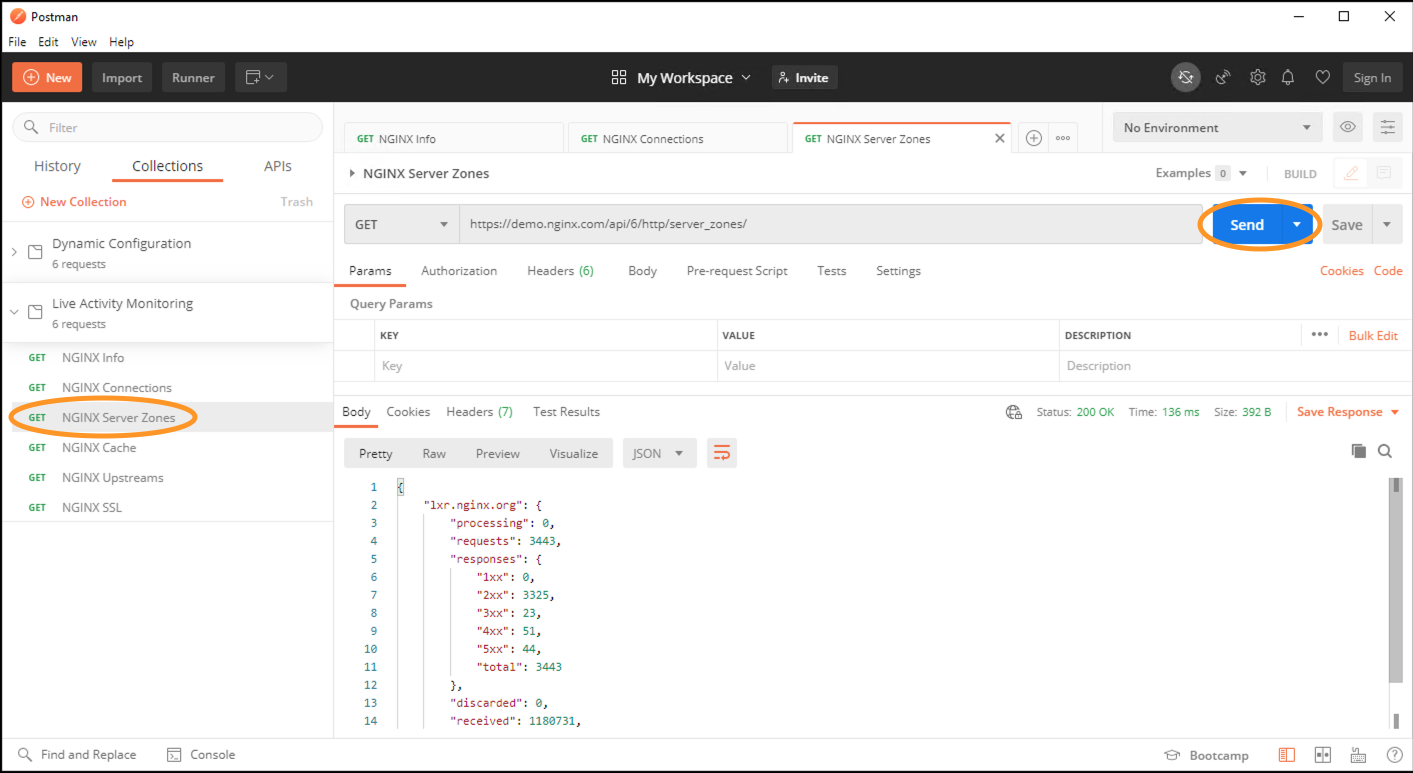 Postman
File Edit View Help
New Import Runner My Workspace Invite Sign In
Filter
History Collections APIs
New Collection Trash
Dynamic Configuration
6 requests
Live Activity Monitoring
6 requests
GET NGINX Info
GET NGINX Connections
GET NGINX Server Zones
GET NGINX Cache
GET NGINX Upstreams
GET NGINX SSL
GET NGINX Info GET NGINX Connections GET NGINX Server Zones No Environment
NGINX Server Zones Examples 0 BUILD
GET https://demo.nginx.com/api/6/http/server_zones/ Send Save
Params Authorization Headers (6) Body Pre-request Script Tests Settings Cookies Code
Query Params
KEY VALUE DESCRIPTION Bulk Edit
Key Value Description
Body Cookies Headers (7) Test Results Status: 200 OK Time: 136 ms Size: 392 B Save Response
Pretty Raw Preview Visualize JSON
1 {
2 "lxr.nginx.org": {
3 "processing": 0,
4 "requests": 3443,
5 "responses": {
6 "1xx": 0,
7 "2xx": 3325,
8 "3xx": 23,
9 "4xx": 51,
10 "5xx": 44,
11 "total": 3443
12 },
13 "discarded": 0,
14 "received": 1180731,
Find and Replace Console Bootcamp